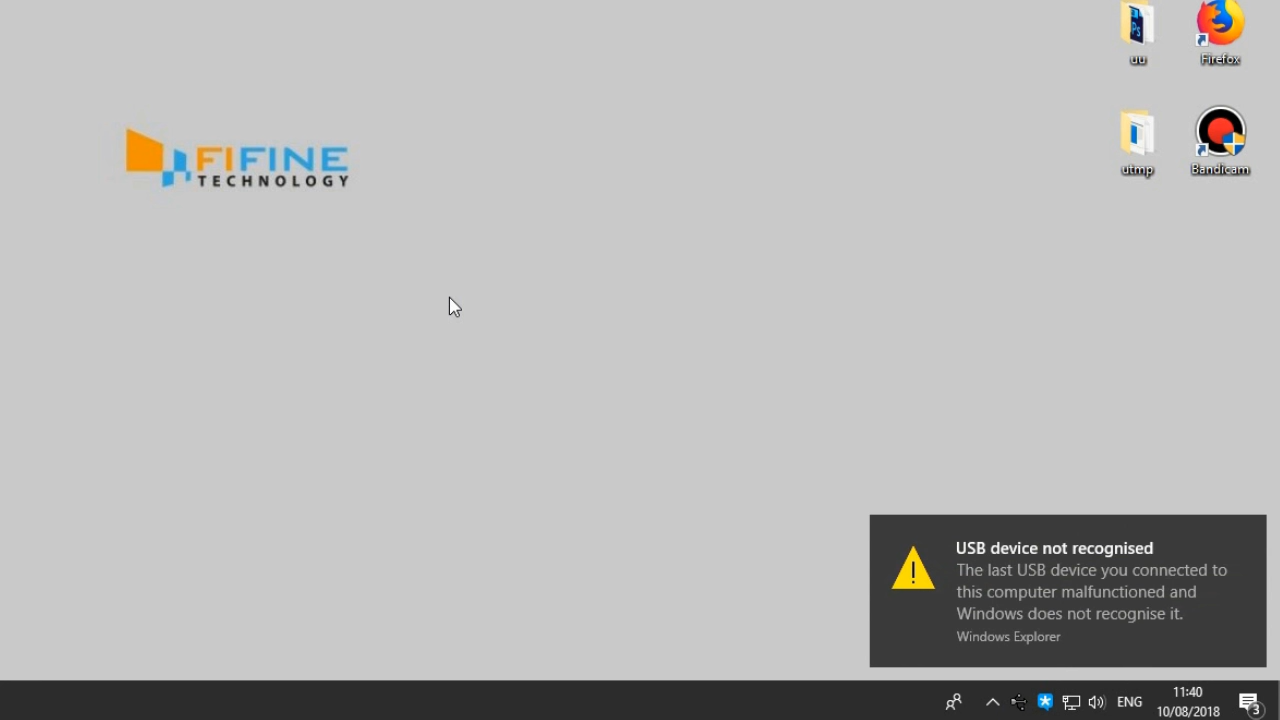 uu
Firefox
FIFINE
TECHNOLOGY
utmp
Bandicam
USB device not recognised
The last USB device you connected to
this computer malfunctioned and
Windows does not recognise it.
Windows Explorer
ENG
11:40
10/08/2018
3